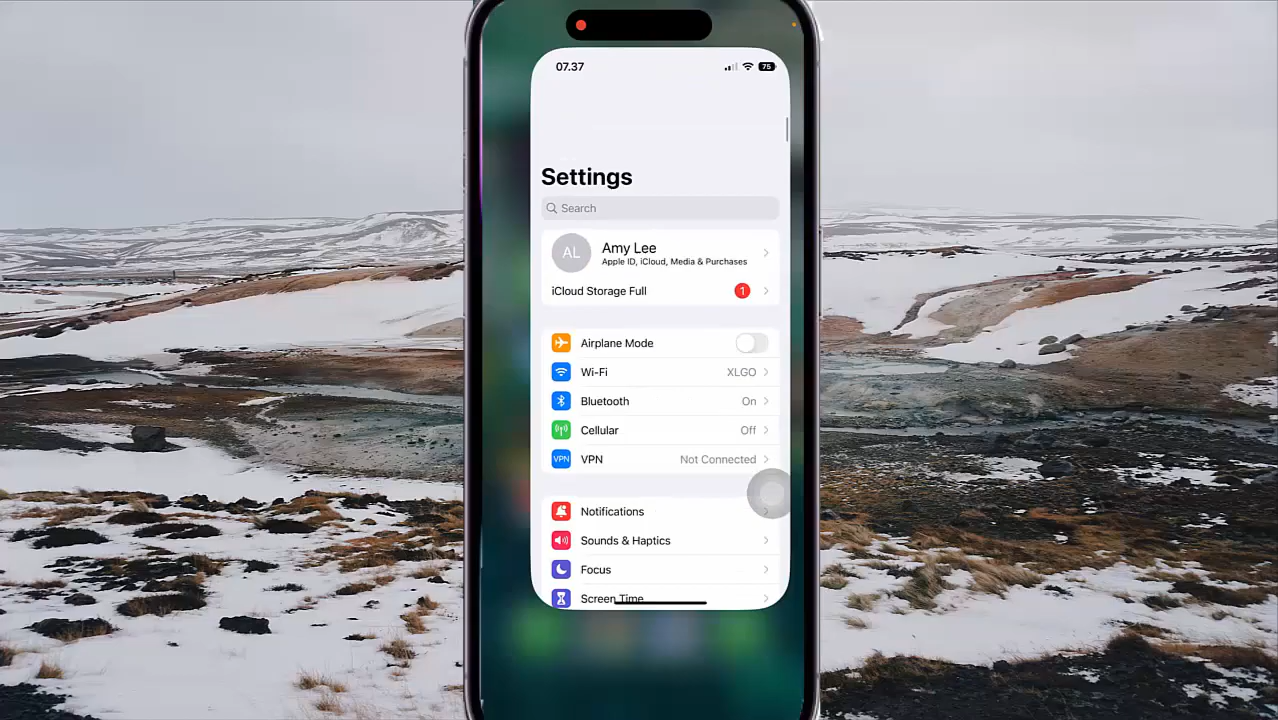 07.37
75
Settings
Search
AL
Amy Lee
Apple ID, iCloud, Media & Purchases
iCloud Storage Full 1
Airplane Mode
Wi-Fi XLGO
Bluetooth On
Cellular Off
VPN VPN Not Connected
Notifications
Sounds & Haptics
Focus
Screen Time